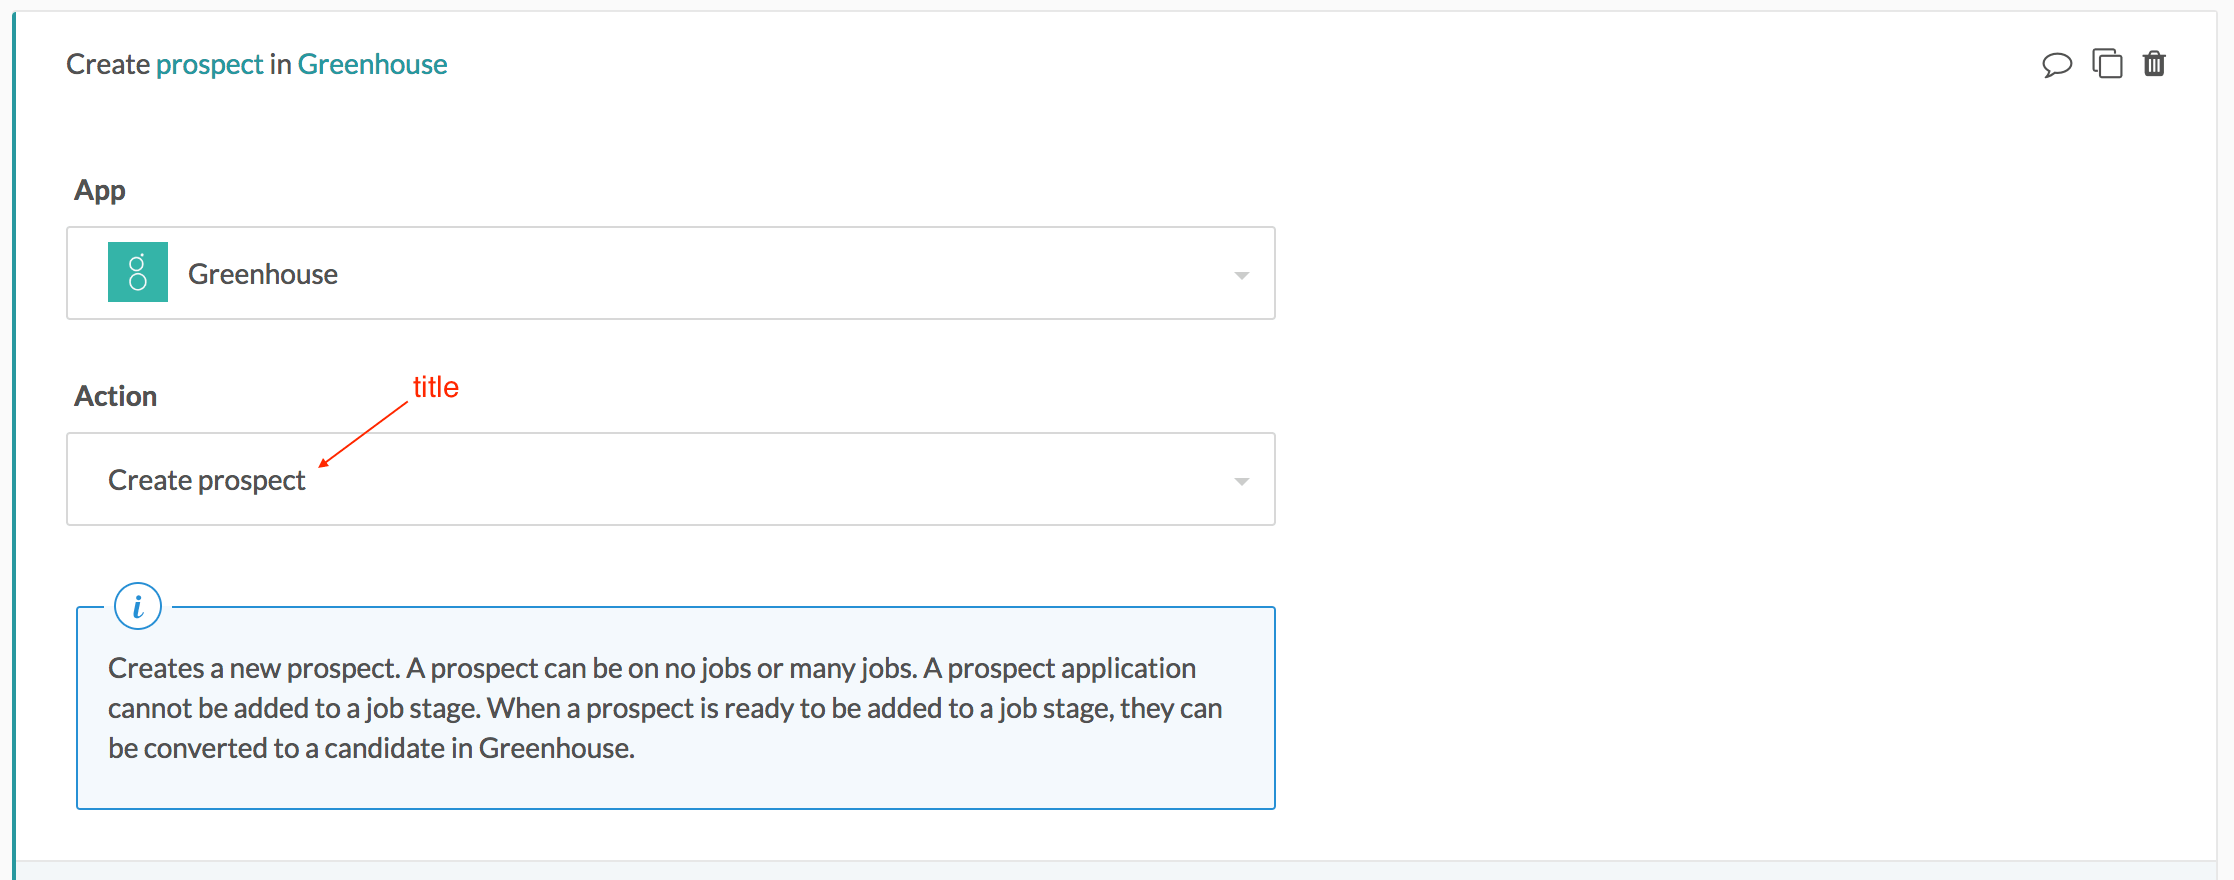 Create prospect in Greenhouse
App
Greenhouse
Action
title
Create prospect
i
Creates a new prospect. A prospect can be on no jobs or many jobs. A prospect application
cannot be added to a job stage. When a prospect is ready to be added to a job stage, they can
be converted to a candidate in Greenhouse.